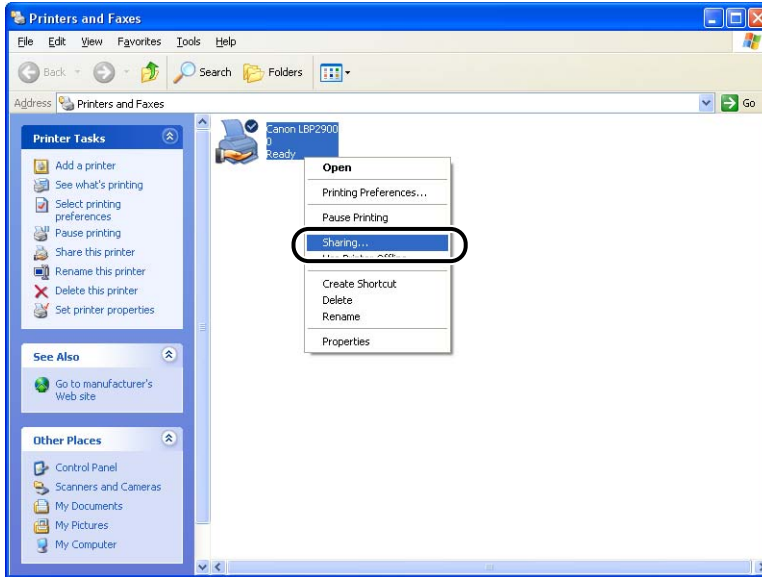 Printers and Faxes
File Edit View Favorites Tools Help
Back Search Folders
Address Printers and Faxes Go
Printer Tasks
Add a printer
See what's printing
Select printing
preferences
Pause printing
Share this printer
Rename this printer
Delete this printer
Set printer properties
See Also
Go to manufacturer's
Web site
Other Places
Control Panel
Scanners and Cameras
My Documents
My Pictures
My Computer
Canon LBP2900
0
Ready
Open
Printing Preferences...
Pause Printing
Sharing...
Use Printer Offline
Create Shortcut
Delete
Rename
Properties